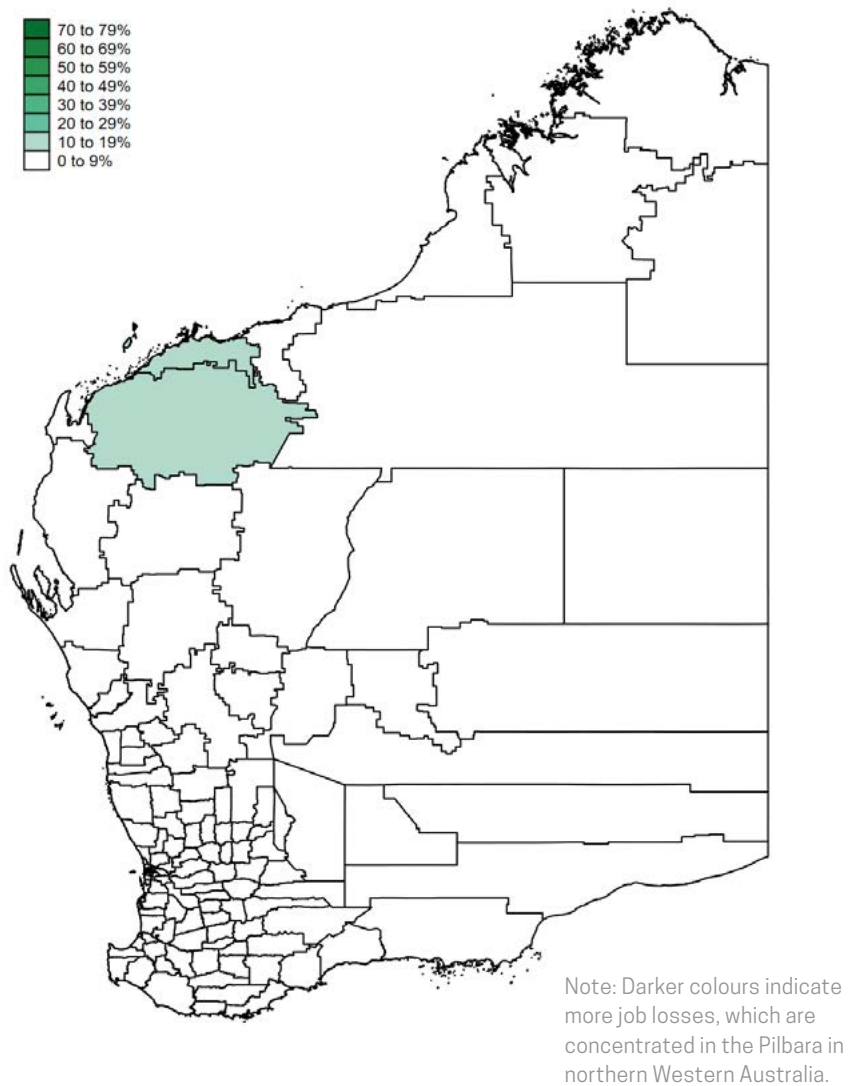 70 to 79%
60 to 69%
50 to 59%
40 to 49%
30 to 39%
20 to 29%
10 to 19%
0 to 9%
Note: Darker colours indicate
more job losses, which are
concentrated in the Pilbara in
northern Western Australia.